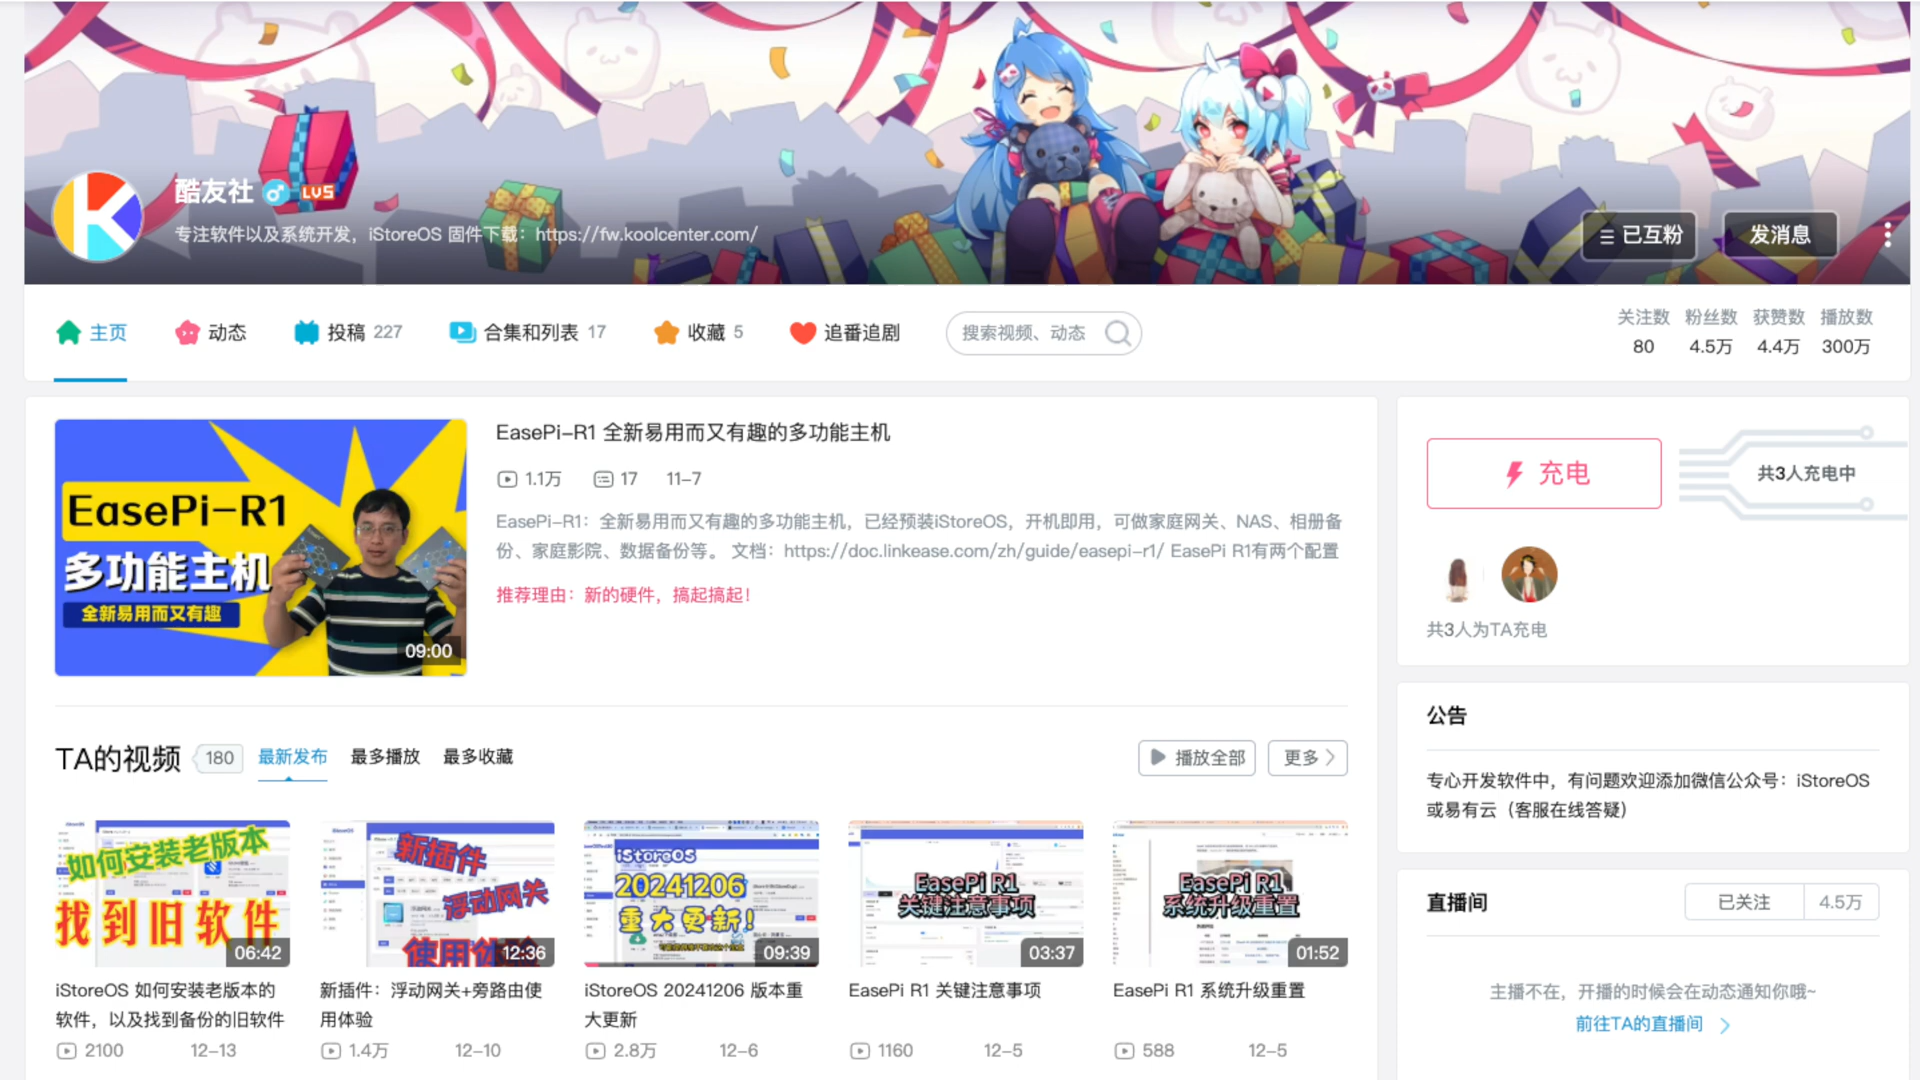 酷友社 LV5
专注软件以及系统开发，iStoreOS 固件下载：https://fw.koolcenter.com/
已互粉
发消息
主页
动态
投稿 227
合集和列表 17
收藏 5
追番追剧
搜索视频、动态
关注数 粉丝数 获赞数 播放数
80 4.5万 4.4万 300万
EasePi-R1
多功能主机
全新易用而又有趣
09:00
EasePi-R1 全新易用而又有趣的多功能主机
1.1万 17 11-7
EasePi-R1：全新易用而又有趣的多功能主机，已经预装iStoreOS，开机即用，可做家庭网关、NAS、相册备
份、家庭影院、数据备份等。 文档：https://doc.linkease.com/zh/guide/easepi-r1/ EasePi R1有两个配置
推荐理由：新的硬件，搞起搞起！
充电
共3人充电中
共3人为TA充电
公告
专心开发软件中，有问题欢迎添加微信公众号：iStoreOS
或易有云（客服在线答疑）
直播间
已关注 4.5万
主播不在，开播的时候会在动态通知你哦~
前往TA的直播间
TA的视频 180 最新发布 最多播放 最多收藏
播放全部
更多
如何安装老版本
找到旧软件
06:42
iStoreOS 如何安装老版本的
软件，以及找到备份的旧软件
2100 12-13
新插件
浮动网关
12:36
新插件：浮动网关+旁路由使
用体验
1.4万 12-10
iStoreOS
20241206
重大更新!
09:39
iStoreOS 20241206 版本重
大更新
2.8万 12-6
EasePi R1
关键注意事项
03:37
EasePi R1 关键注意事项
1160 12-5
EasePi R1
系统升级重置
01:52
EasePi R1 系统升级重置
588 12-5